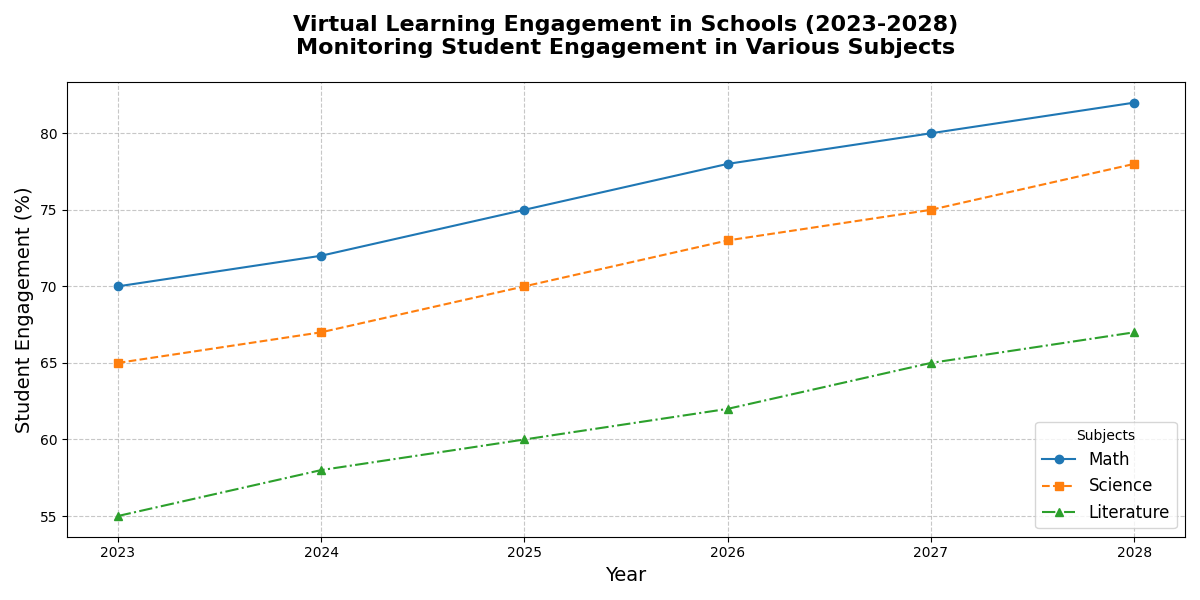 Virtual Learning Engagement in Schools (2023-2028)
Monitoring Student Engagement in Various Subjects
Student Engagement (%)
80
75
70
65
60
55
2023 2024 2025 2026 2027 2028
Year
Subjects
Math
Science
Literature